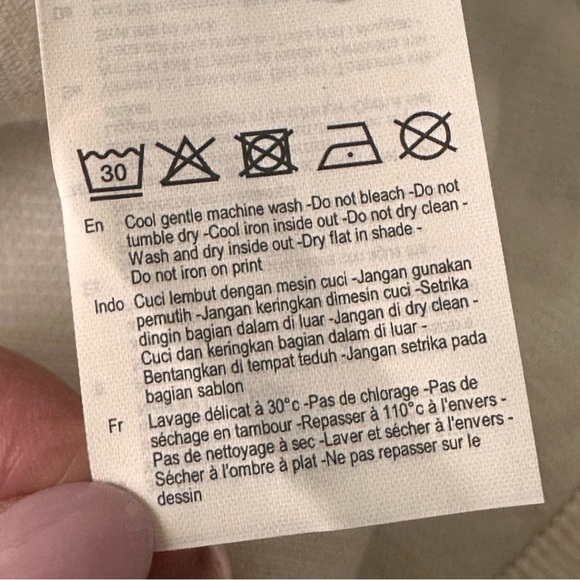 30
En Cool gentle machine wash -Do not bleach -Do not
tumble dry -Cool iron inside out -Do not dry clean -
Wash and dry inside out -Dry flat in shade -
Do not iron on print
Indo Cuci lembut dengan mesin cuci -Jangan gunakan
pemutih -Jangan keringkan dimesin cuci -Setrika
dingin bagian dalam di luar -Jangan di dry clean -
Cuci dan keringkan bagian dalam di luar -
Bentangkan di tempat teduh -Jangan setrika pada
bagian sablon
Fr Lavage délicat à 30°c -Pas de chlorage -Pas de
séchage en tambour -Repasser à 110°c à l'envers -
Pas de nettoyage à sec -Laver et sécher à l'envers -
Sécher à l'ombre à plat -Ne pas repasser sur le
dessin